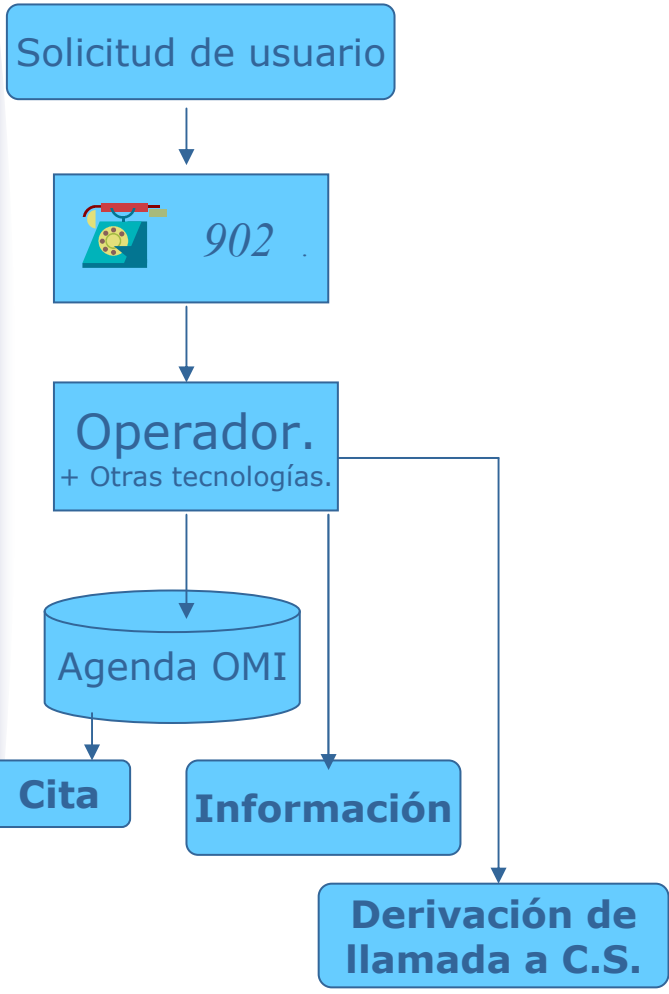 Solicitud de usuario
902 .
Operador.
+ Otras tecnologías.
Agenda OMI
Cita
Información
Derivación de
llamada a C.S.